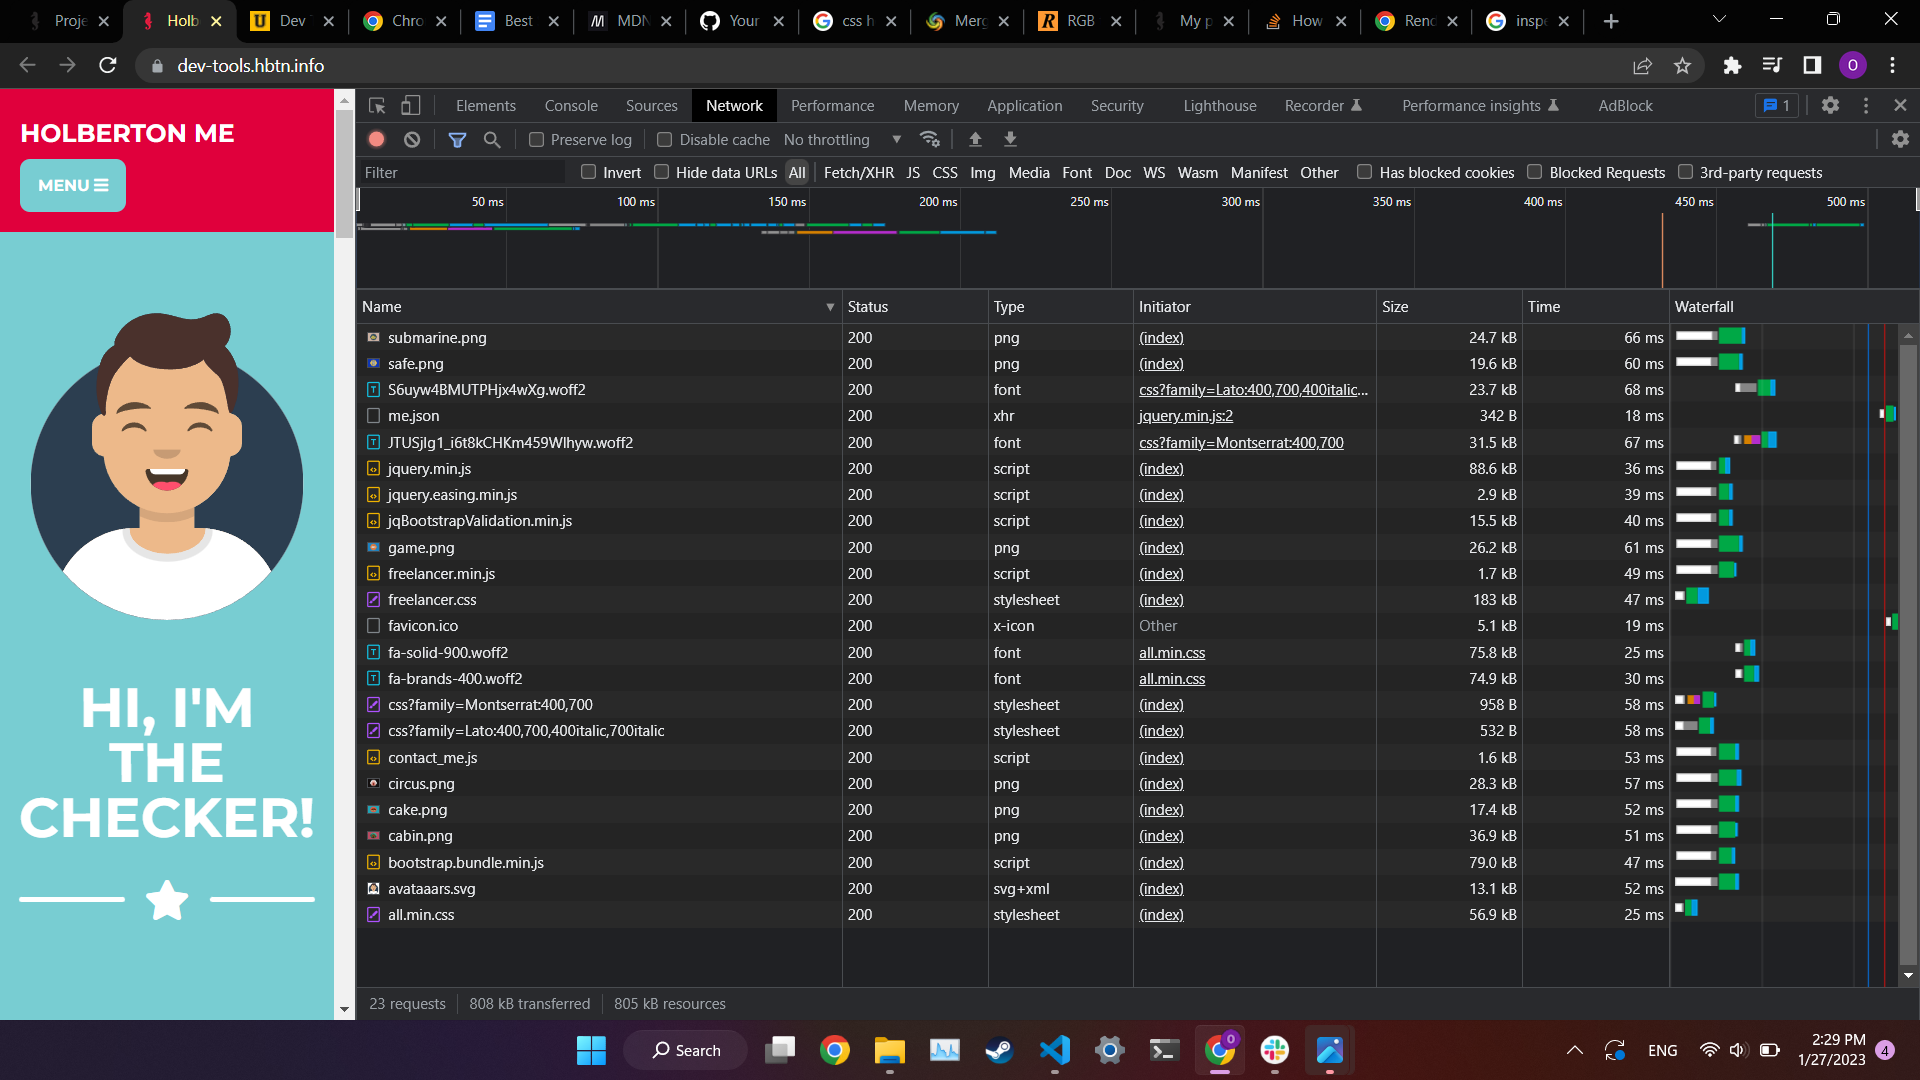 Proje
Holb
Dev
Chro
Best
MDN
Your
css h
Merg
RGB
My p
How
Renc
inspe
dev-tools.hbtn.info
O
HOLBERTON ME
MENU
HI, I'M
THE
CHECKER!
Elements Console Sources Network Performance Memory Application Security Lighthouse Recorder Performance insights AdBlock 1
Preserve log Disable cache No throttling
Filter Invert Hide data URLs All Fetch/XHR JS CSS Img Media Font Doc WS Wasm Manifest Other Has blocked cookies Blocked Requests 3rd-party requests
50 ms 100 ms 150 ms 200 ms 250 ms 300 ms 350 ms 400 ms 450 ms 500 ms
Name Status Type Initiator Size Time Waterfall
submarine.png 200 png (index) 24.7 kB 66 ms
safe.png 200 png (index) 19.6 kB 60 ms
S6uyw4BMUTPHjx4wXg.woff2 200 font css?family=Lato:400,700,400italic... 23.7 kB 68 ms
me.json 200 xhr jquery.min.js:2 342 B 18 ms
JTUSjIg1_i6t8kCHKm459Wlhyw.woff2 200 font css?family=Montserrat:400,700 31.5 kB 67 ms
jquery.min.js 200 script (index) 88.6 kB 36 ms
jquery.easing.min.js 200 script (index) 2.9 kB 39 ms
jqBootstrapValidation.min.js 200 script (index) 15.5 kB 40 ms
game.png 200 png (index) 26.2 kB 61 ms
freelancer.min.js 200 script (index) 1.7 kB 49 ms
freelancer.css 200 stylesheet (index) 183 kB 47 ms
favicon.ico 200 x-icon Other 5.1 kB 19 ms
fa-solid-900.woff2 200 font all.min.css 75.8 kB 25 ms
fa-brands-400.woff2 200 font all.min.css 74.9 kB 30 ms
css?family=Montserrat:400,700 200 stylesheet (index) 958 B 58 ms
css?family=Lato:400,700,400italic,700italic 200 stylesheet (index) 532 B 58 ms
contact_me.js 200 script (index) 1.6 kB 53 ms
circus.png 200 png (index) 28.3 kB 57 ms
cake.png 200 png (index) 17.4 kB 52 ms
cabin.png 200 png (index) 36.9 kB 51 ms
bootstrap.bundle.min.js 200 script (index) 79.0 kB 47 ms
avataaars.svg 200 svg+xml (index) 13.1 kB 52 ms
all.min.css 200 stylesheet (index) 56.9 kB 25 ms
23 requests 808 kB transferred 805 kB resources
Search
ENG
2:29 PM
1/27/2023
4